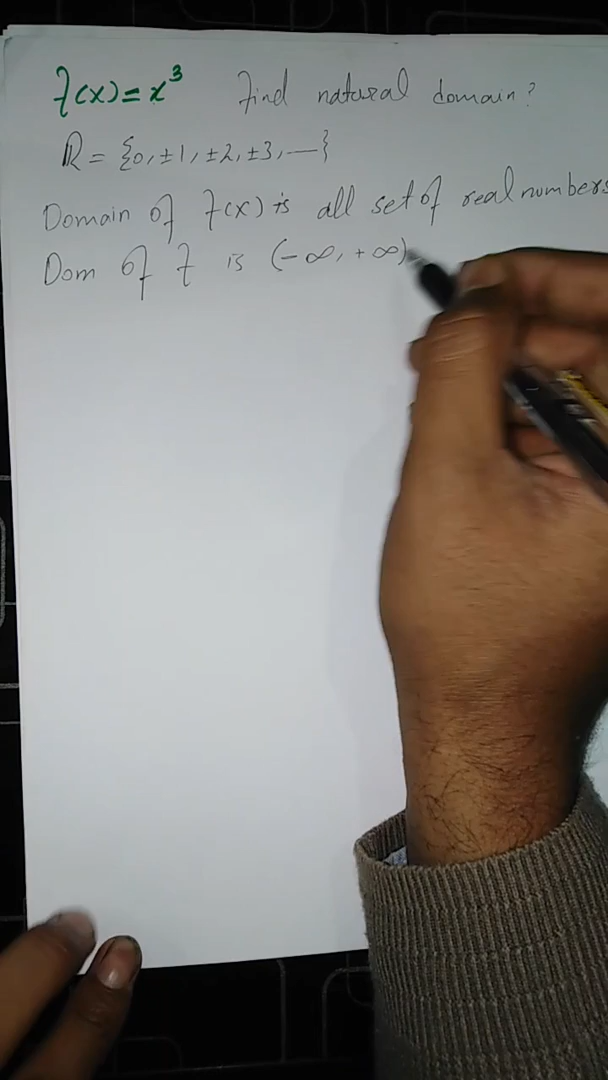 f(x)=x³ Find natural domain?
R = {0, ±1, ±2, ±3, —}
Domain of f(x) is all set of real numbers
Dom of f is (-∞, +∞)